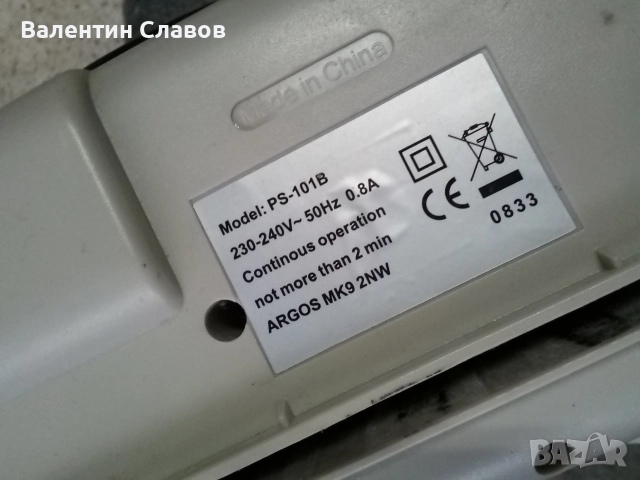 Валентин Славов
Made in China
Model: PS-101B
230-240V~ 50Hz 0.8A
Continous operation
not more than 2 min
ARGOS MK9 2NW
CE
0833
BAZAR